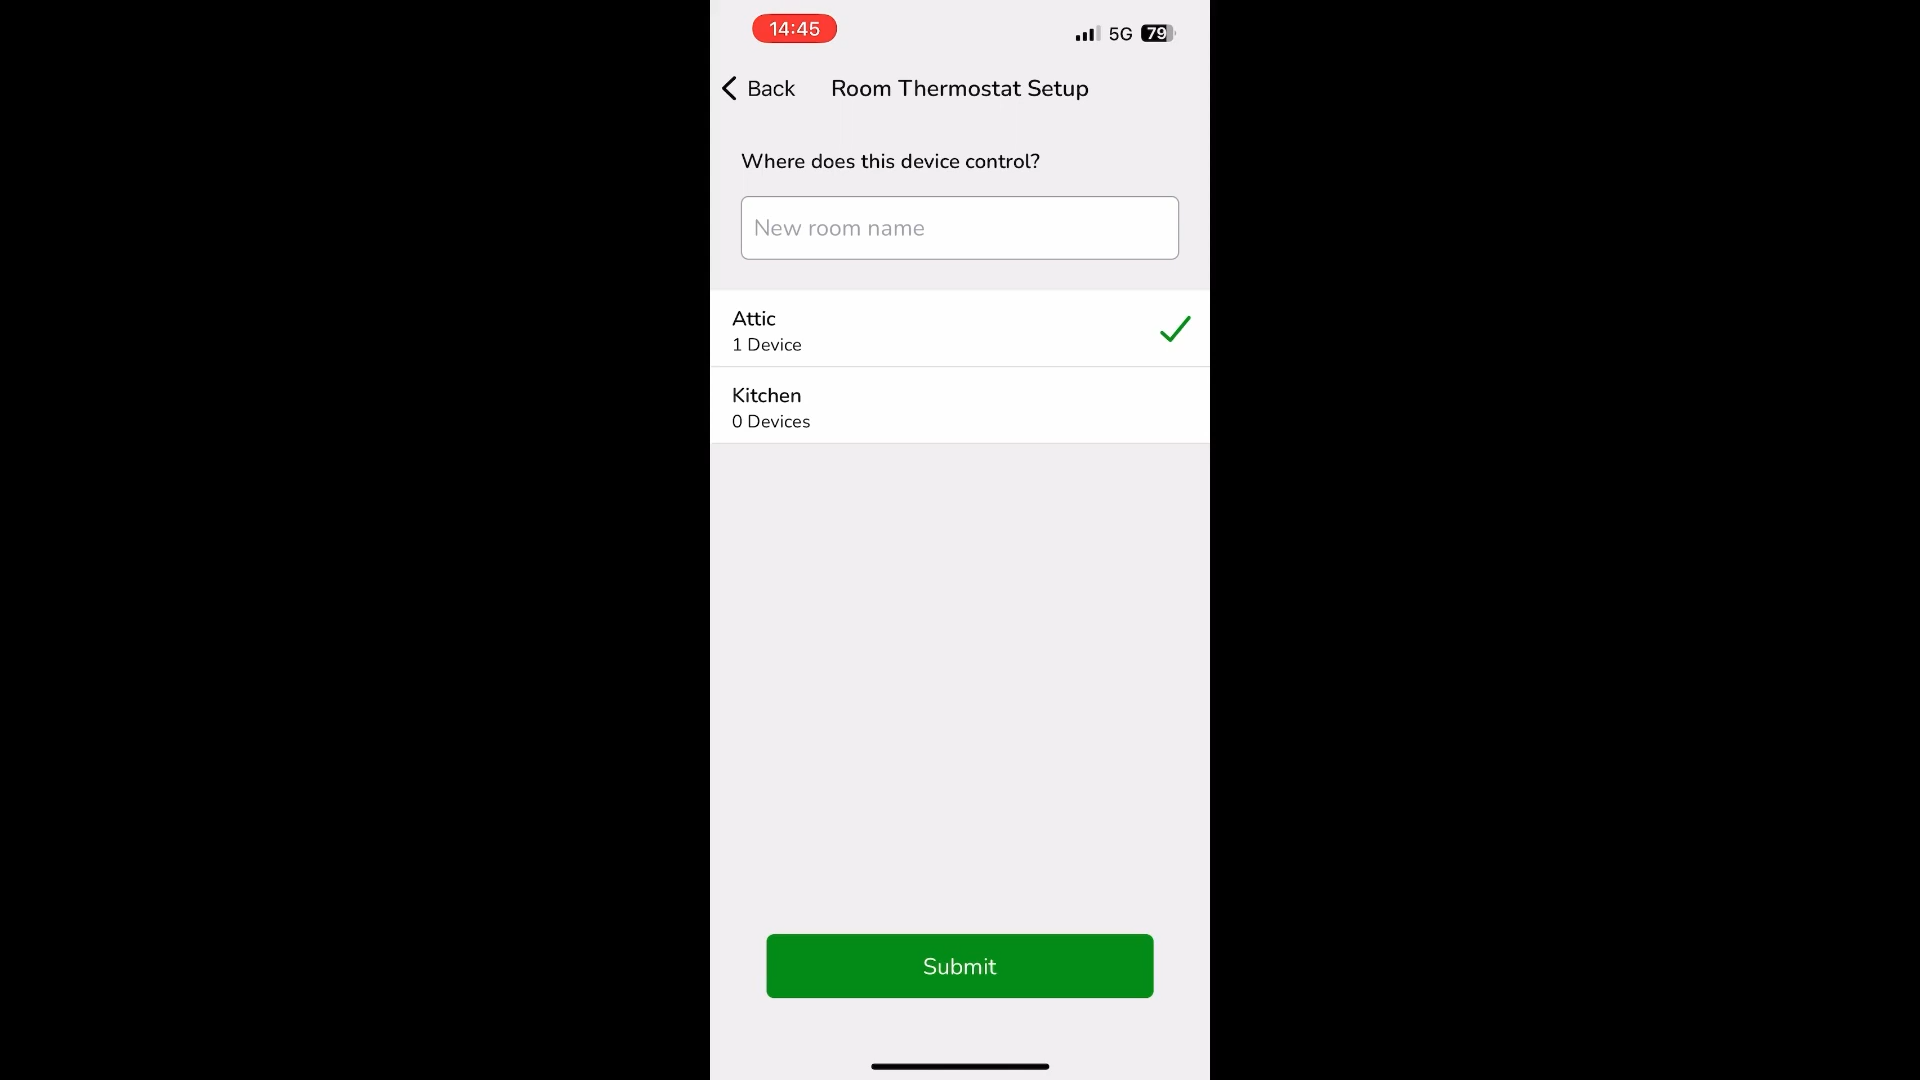 14:45
5G
79
Back
Room Thermostat Setup
Where does this device control?
New room name
Attic
1 Device
Kitchen
0 Devices
Submit